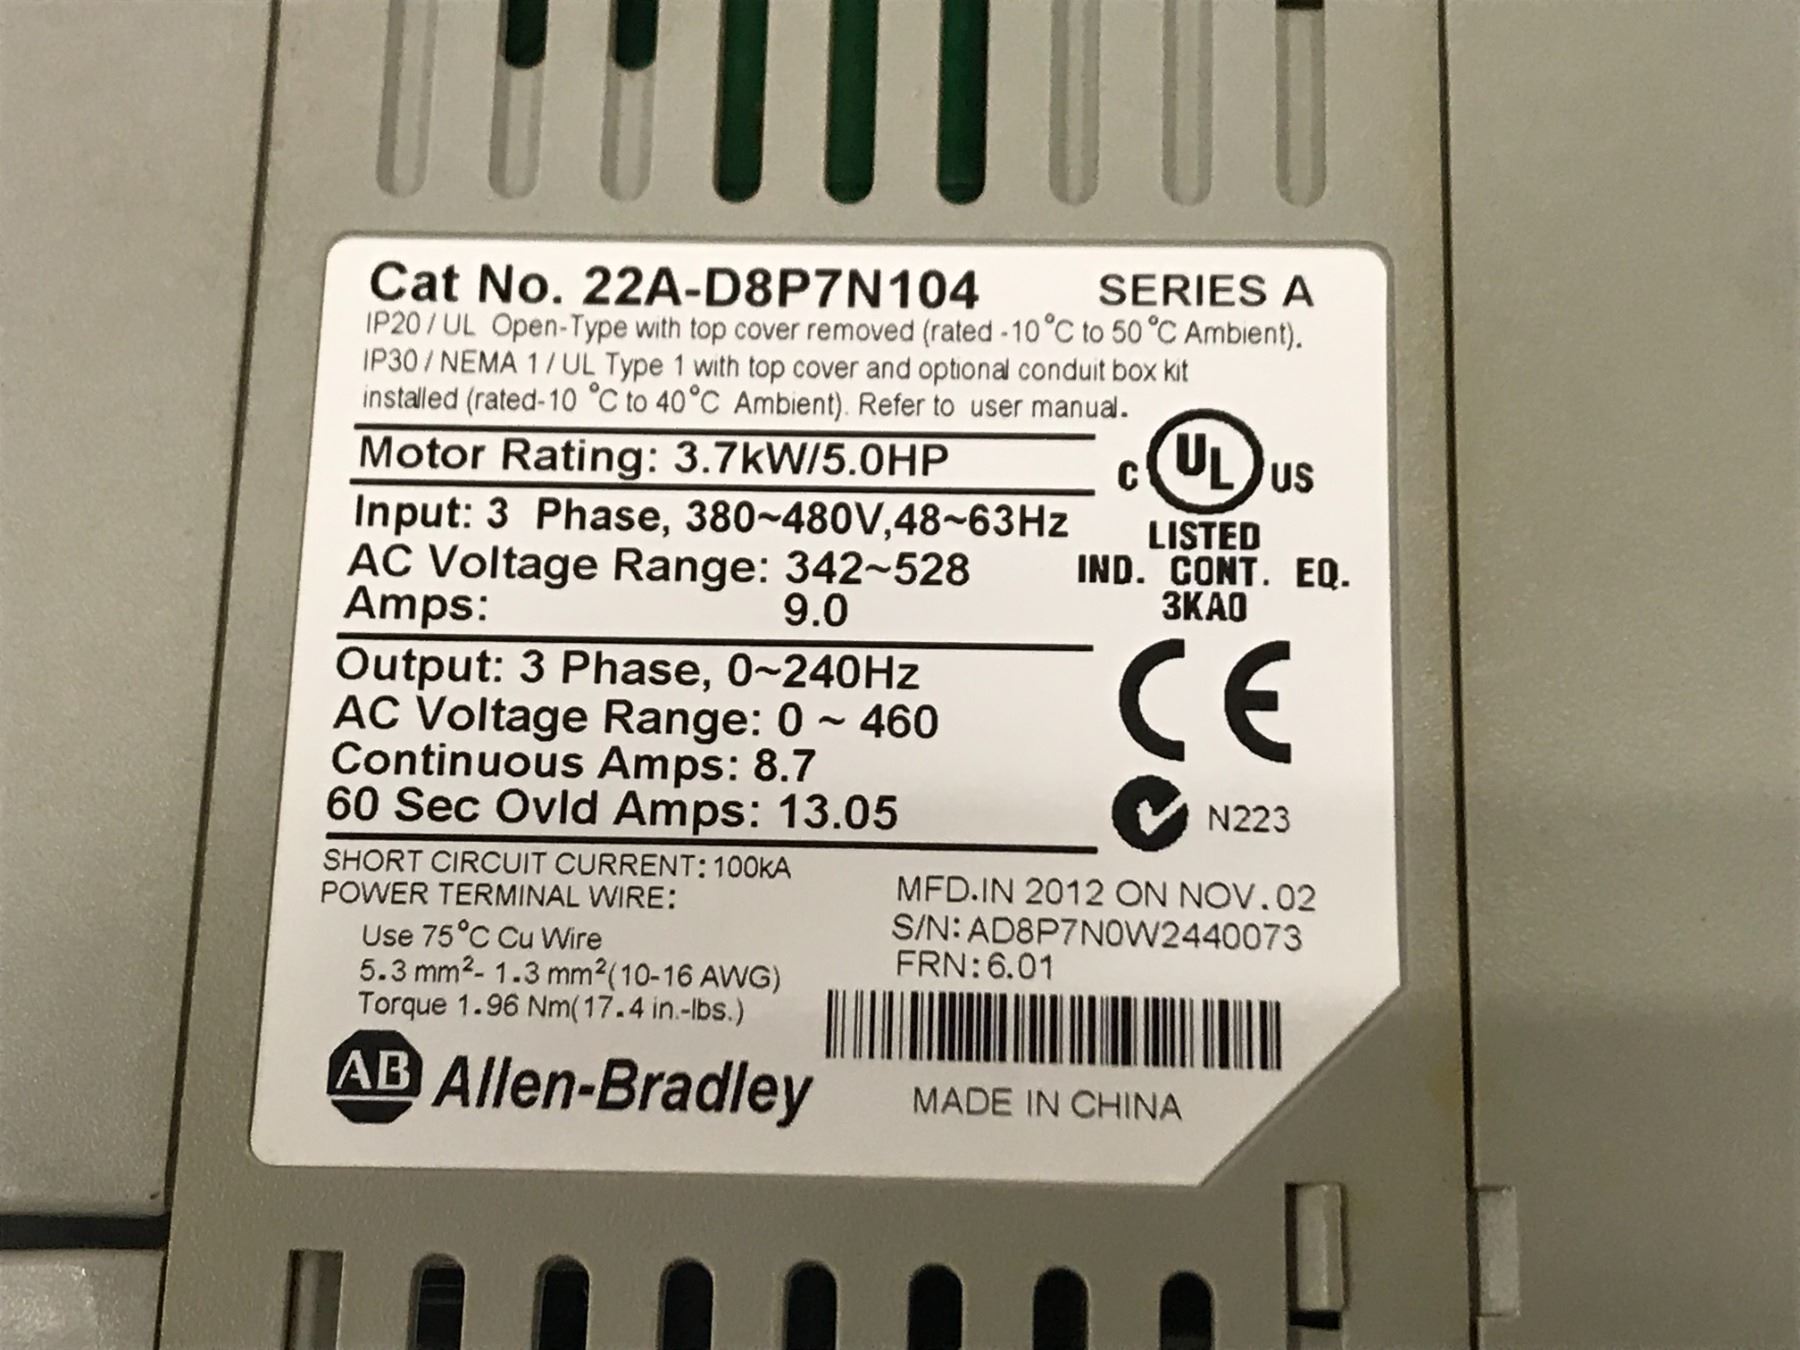 Cat No. 22A-D8P7N104 SERIES A
IP20 / UL Open-Type with top cover removed (rated -10°C to 50°C Ambient).
IP30 / NEMA 1 / UL Type 1 with top cover and optional conduit box kit
installed (rated-10 °C to 40°C Ambient). Refer to user manual.
Motor Rating: 3.7kW/5.0HP
C UL US
Input: 3 Phase, 380~480V,48~63Hz
LISTED
AC Voltage Range: 342~528
IND. CONT. EQ.
Amps: 9.0
3KA0
Output: 3 Phase, 0~240Hz
CE
AC Voltage Range: 0 ~ 460
Continuous Amps: 8.7
60 Sec Ovld Amps: 13.05
N223
SHORT CIRCUIT CURRENT: 100kA
POWER TERMINAL WIRE:
Use 75°C Cu Wire
5.3 mm²- 1.3 mm²(10-16 AWG)
Torque 1.96 Nm(17.4 in.-lbs.)
MFD.IN 2012 ON NOV.02
S/N: AD8P7N0W2440073
FRN: 6.01
AB Allen-Bradley
MADE IN CHINA